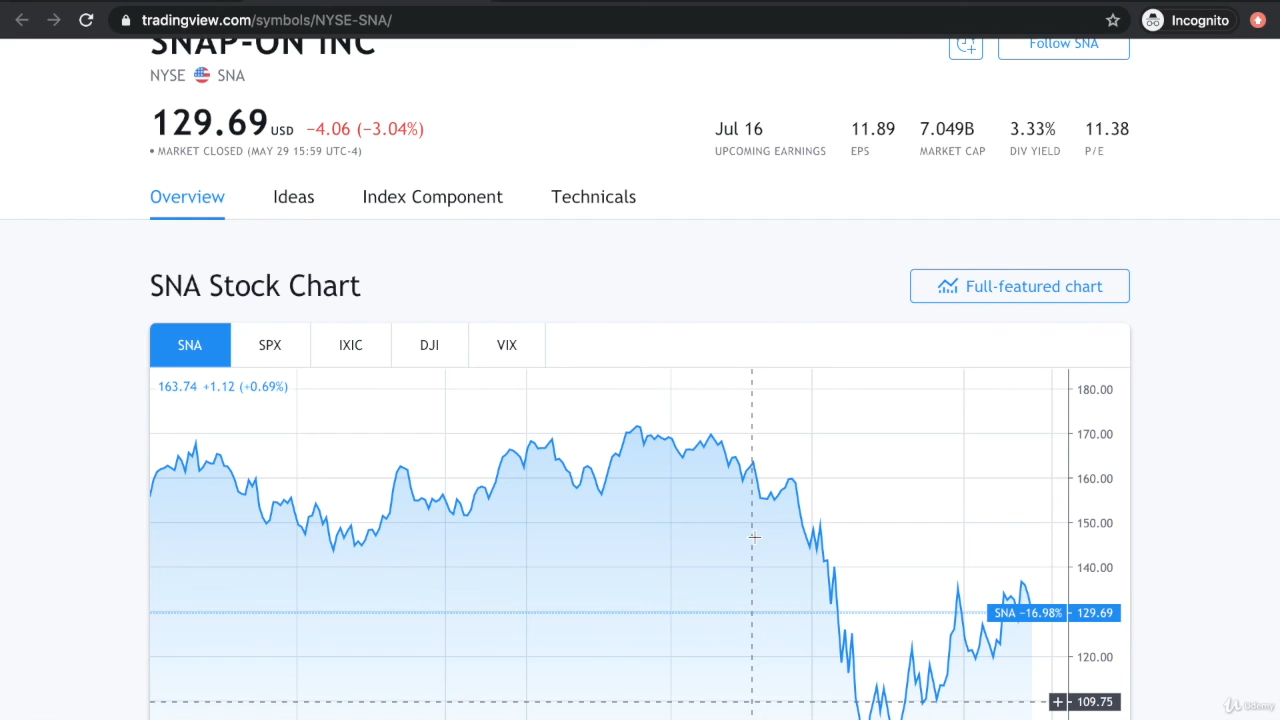 tradingview.com/symbols/NYSE-SNA/
Incognito
SNAP-ON INC
Follow SNA
NYSE SNA
129.69 USD −4.06 (−3.04%)
• MARKET CLOSED (MAY 29 15:59 UTC-4)
Jul 16 11.89 7.049B 3.33% 11.38
UPCOMING EARNINGS EPS MARKET CAP DIV YIELD P/E
Overview Ideas Index Component Technicals
SNA Stock Chart
Full-featured chart
SNA SPX IXIC DJI VIX
163.74 +1.12 (+0.69%)
180.00
170.00
160.00
150.00
140.00
SNA −16.98% 129.69
120.00
109.75
Udemy